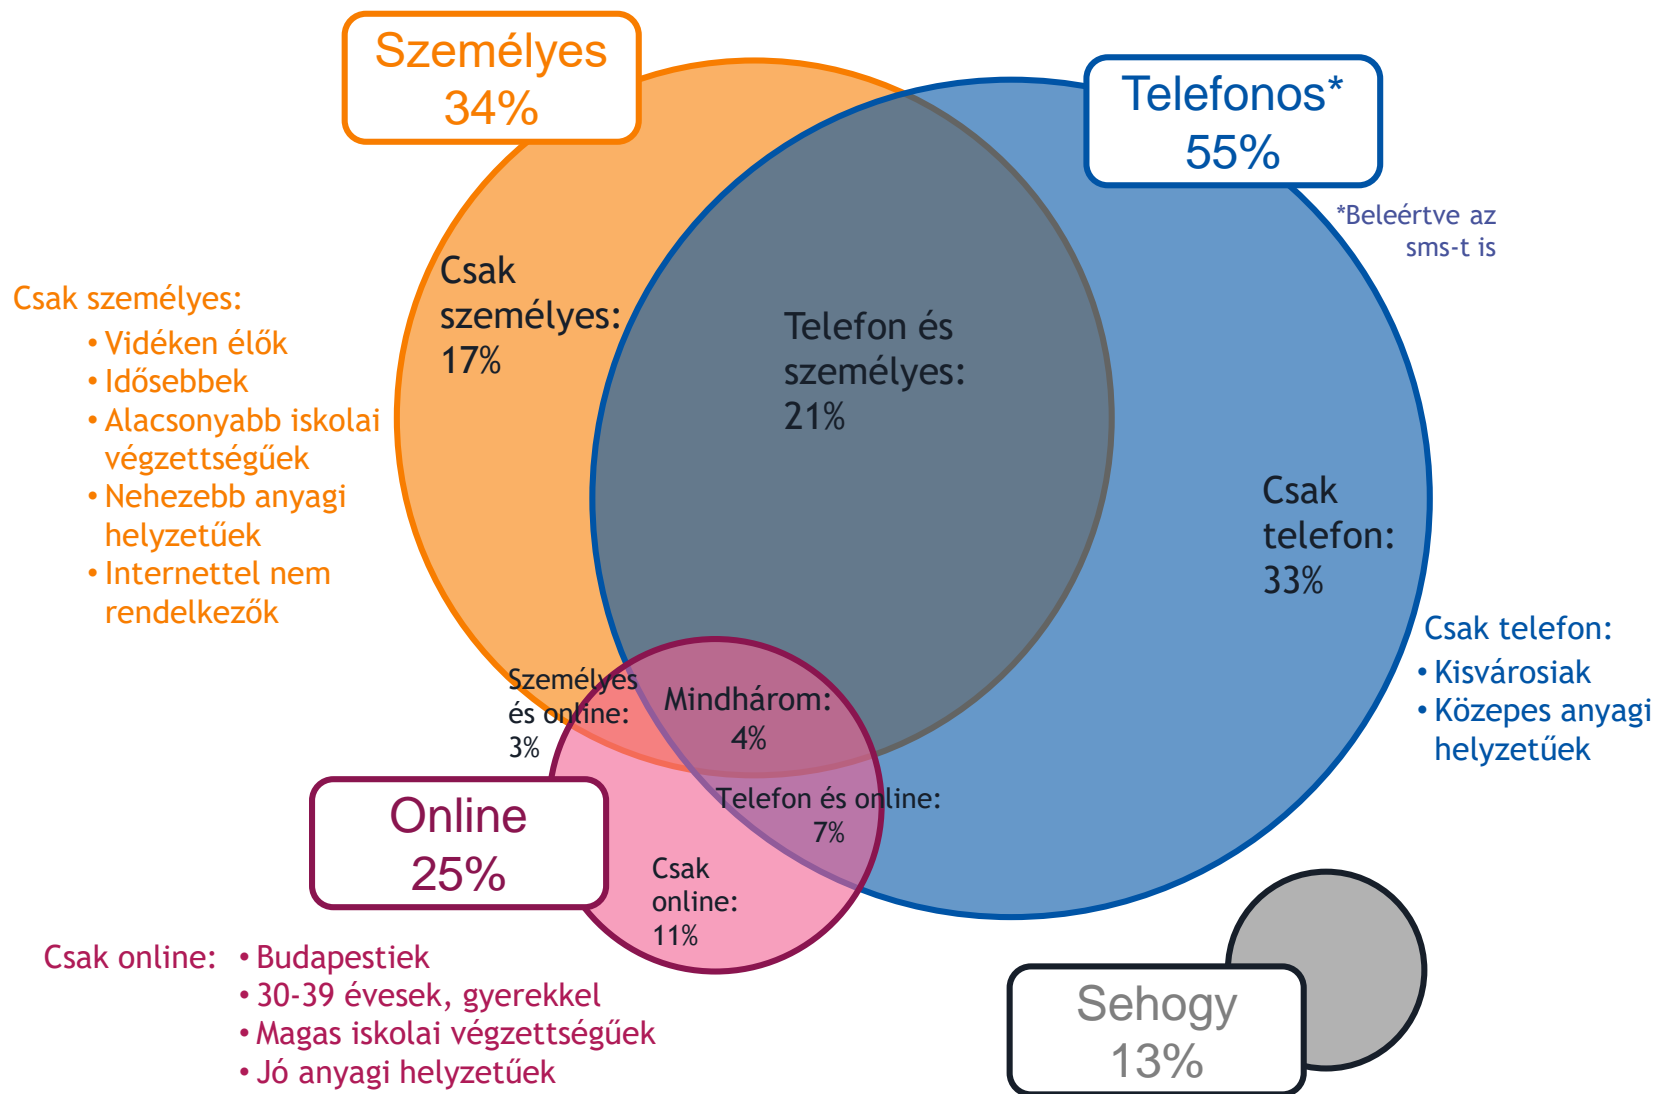 Személyes
34%
Telefonos*
55%
*Beleértve az
sms-t is
Csak
személyes:
17%
Telefon és
személyes:
21%
Csak
telefon:
33%
Csak személyes:
• Vidéken élők
• Idősebbek
• Alacsonyabb iskolai
végzettségűek
• Nehezebb anyagi
helyzetűek
• Internettel nem
rendelkezők
Csak telefon:
• Kisvárosiak
• Közepes anyagi
helyzetűek
Személyes
és online:
3%
Mindhárom:
4%
Telefon és online:
7%
Online
25%
Csak
online:
11%
Csak online:
• Budapestiek
• 30-39 évesek, gyerekkel
• Magas iskolai végzettségűek
• Jó anyagi helyzetűek
Sehogy
13%